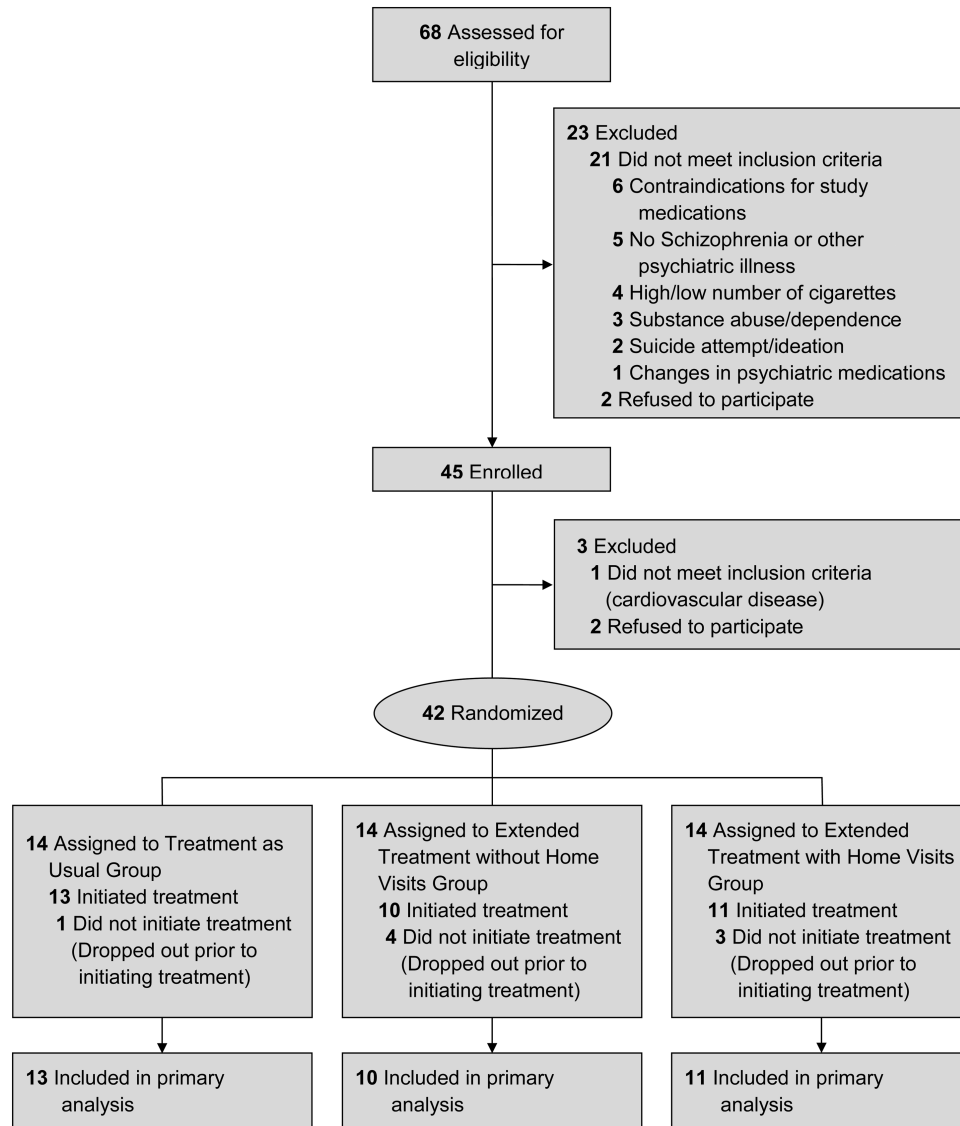 68 Assessed for
eligibility
23 Excluded
21 Did not meet inclusion criteria
6 Contraindications for study
medications
5 No Schizophrenia or other
psychiatric illness
4 High/low number of cigarettes
3 Substance abuse/dependence
2 Suicide attempt/ideation
1 Changes in psychiatric medications
2 Refused to participate
45 Enrolled
3 Excluded
1 Did not meet inclusion criteria
(cardiovascular disease)
2 Refused to participate
42 Randomized
14 Assigned to Treatment as
Usual Group
13 Initiated treatment
1 Did not initiate treatment
(Dropped out prior to
initiating treatment)
14 Assigned to Extended
Treatment without Home
Visits Group
10 Initiated treatment
4 Did not initiate treatment
(Dropped out prior to
initiating treatment)
14 Assigned to Extended
Treatment with Home Visits
Group
11 Initiated treatment
3 Did not initiate treatment
(Dropped out prior to
initiating treatment)
13 Included in primary
analysis
10 Included in primary
analysis
11 Included in primary
analysis